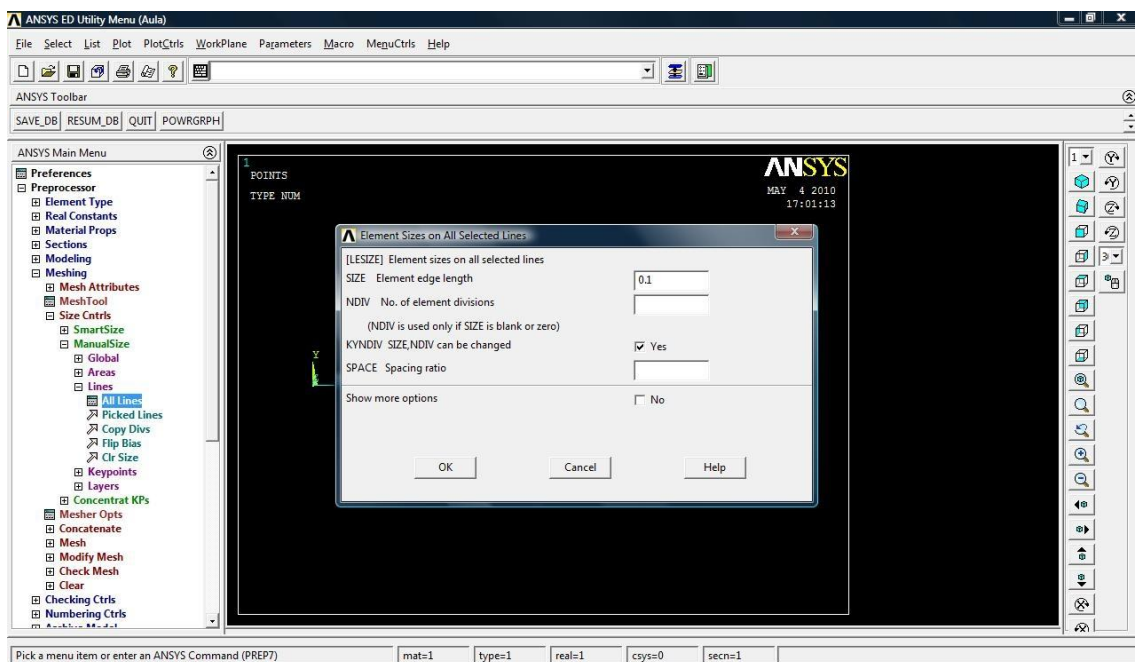 ANSYS ED Utility Menu (Aula)
File Select List Plot PlotCtrls WorkPlane Parameters Macro MenuCtrls Help
ANSYS Toolbar
SAVE_DB RESUM_DB QUIT POWRGRPH
ANSYS Main Menu
Preferences
Preprocessor
Element Type
Real Constants
Material Props
Sections
Modeling
Meshing
Mesh Attributes
MeshTool
Size Cntrls
SmartSize
ManualSize
Global
Areas
Lines
All Lines
Picked Lines
Copy Divs
Flip Bias
Clr Size
Keypoints
Layers
Concentrat KPs
Mesher Opts
Concatenate
Mesh
Modify Mesh
Check Mesh
Clear
Checking Ctrls
Numbering Ctrls
Archive Model
1
POINTS
TYPE NUM
ANSYS
MAY 4 2010
17:01:13
Y
Element Sizes on All Selected Lines
[LESIZE] Element sizes on all selected lines
SIZE Element edge length 0.1
NDIV No. of element divisions
(NDIV is used only if SIZE is blank or zero)
KYNDIV SIZE,NDIV can be changed Yes
SPACE Spacing ratio
Show more options No
OK Cancel Help
1
3
Pick a menu item or enter an ANSYS Command (PREP7) mat=1 type=1 real=1 csys=0 secn=1